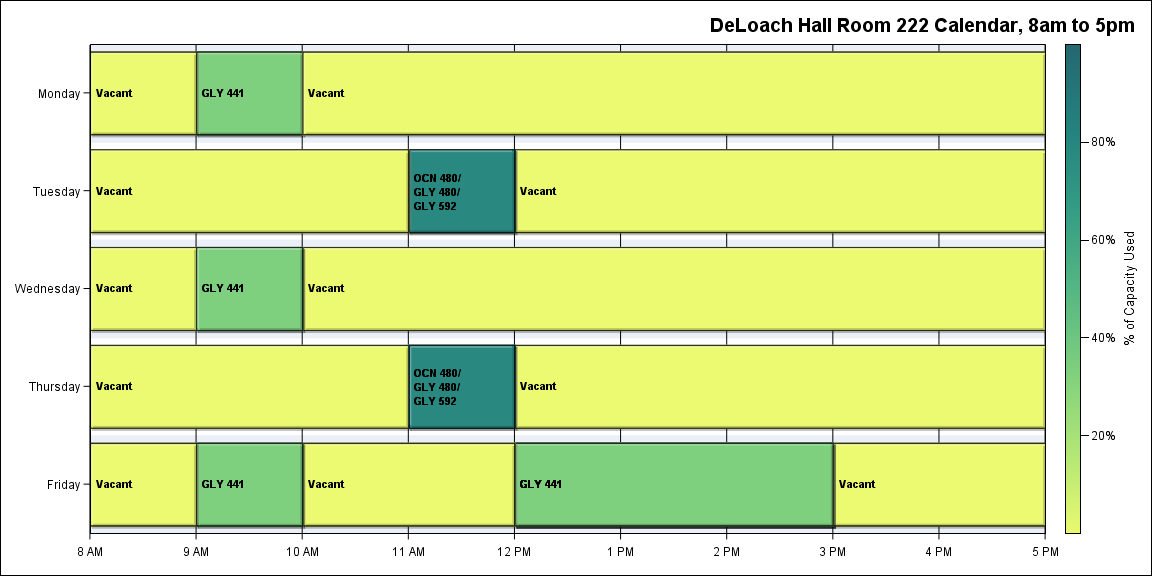 DeLoach Hall Room 222 Calendar, 8am to 5pm
Monday
Vacant
GLY 441
Vacant
Tuesday
Vacant
OCN 480/
GLY 480/
GLY 592
Vacant
Wednesday
Vacant
GLY 441
Vacant
Thursday
Vacant
OCN 480/
GLY 480/
GLY 592
Vacant
Friday
Vacant
GLY 441
Vacant
GLY 441
Vacant
8 AM
9 AM
10 AM
11 AM
12 PM
1 PM
2 PM
3 PM
4 PM
5 PM
80%
60%
40%
20%
% of Capacity Used